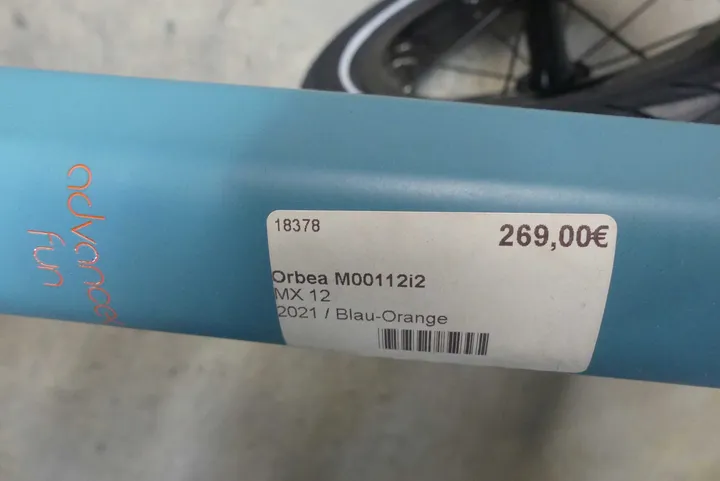 advance
fun
18378
269,00€
Orbea M00112i2
MX 12
2021 / Blau-Orange